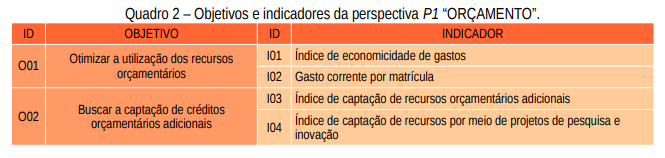 Quadro 2 – Objetivos e indicadores da perspectiva P1 “ORÇAMENTO”.
ID OBJETIVO ID INDICADOR
O01 Otimizar a utilização dos recursos
orçamentários
I01 Índice de economicidade de gastos
I02 Gasto corrente por matrícula
O02 Buscar a captação de créditos
orçamentários adicionais
I03 Índice de captação de recursos orçamentários adicionais
I04 Índice de captação de recursos por meio de projetos de pesquisa e
inovação